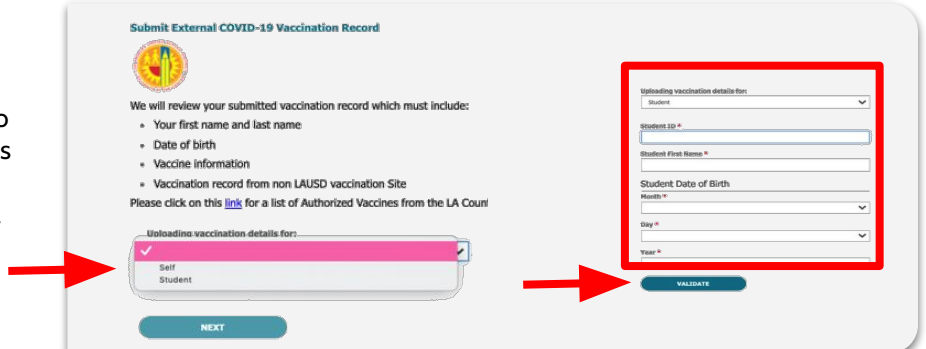 Submit External COVID-19 Vaccination Record
We will review your submitted vaccination record which must include:
• Your first name and last name
• Date of birth
• Vaccine information
• Vaccination record from non LAUSD vaccination Site
Please click on this link for a list of Authorized Vaccines from the LA Coun
Uploading vaccination details for:
✓
Self
Student
NEXT
Uploading vaccination details for:
Student
Student ID *
Student First Name *
Student Date of Birth
Month *
Day *
Year *
VALIDATE
o
s